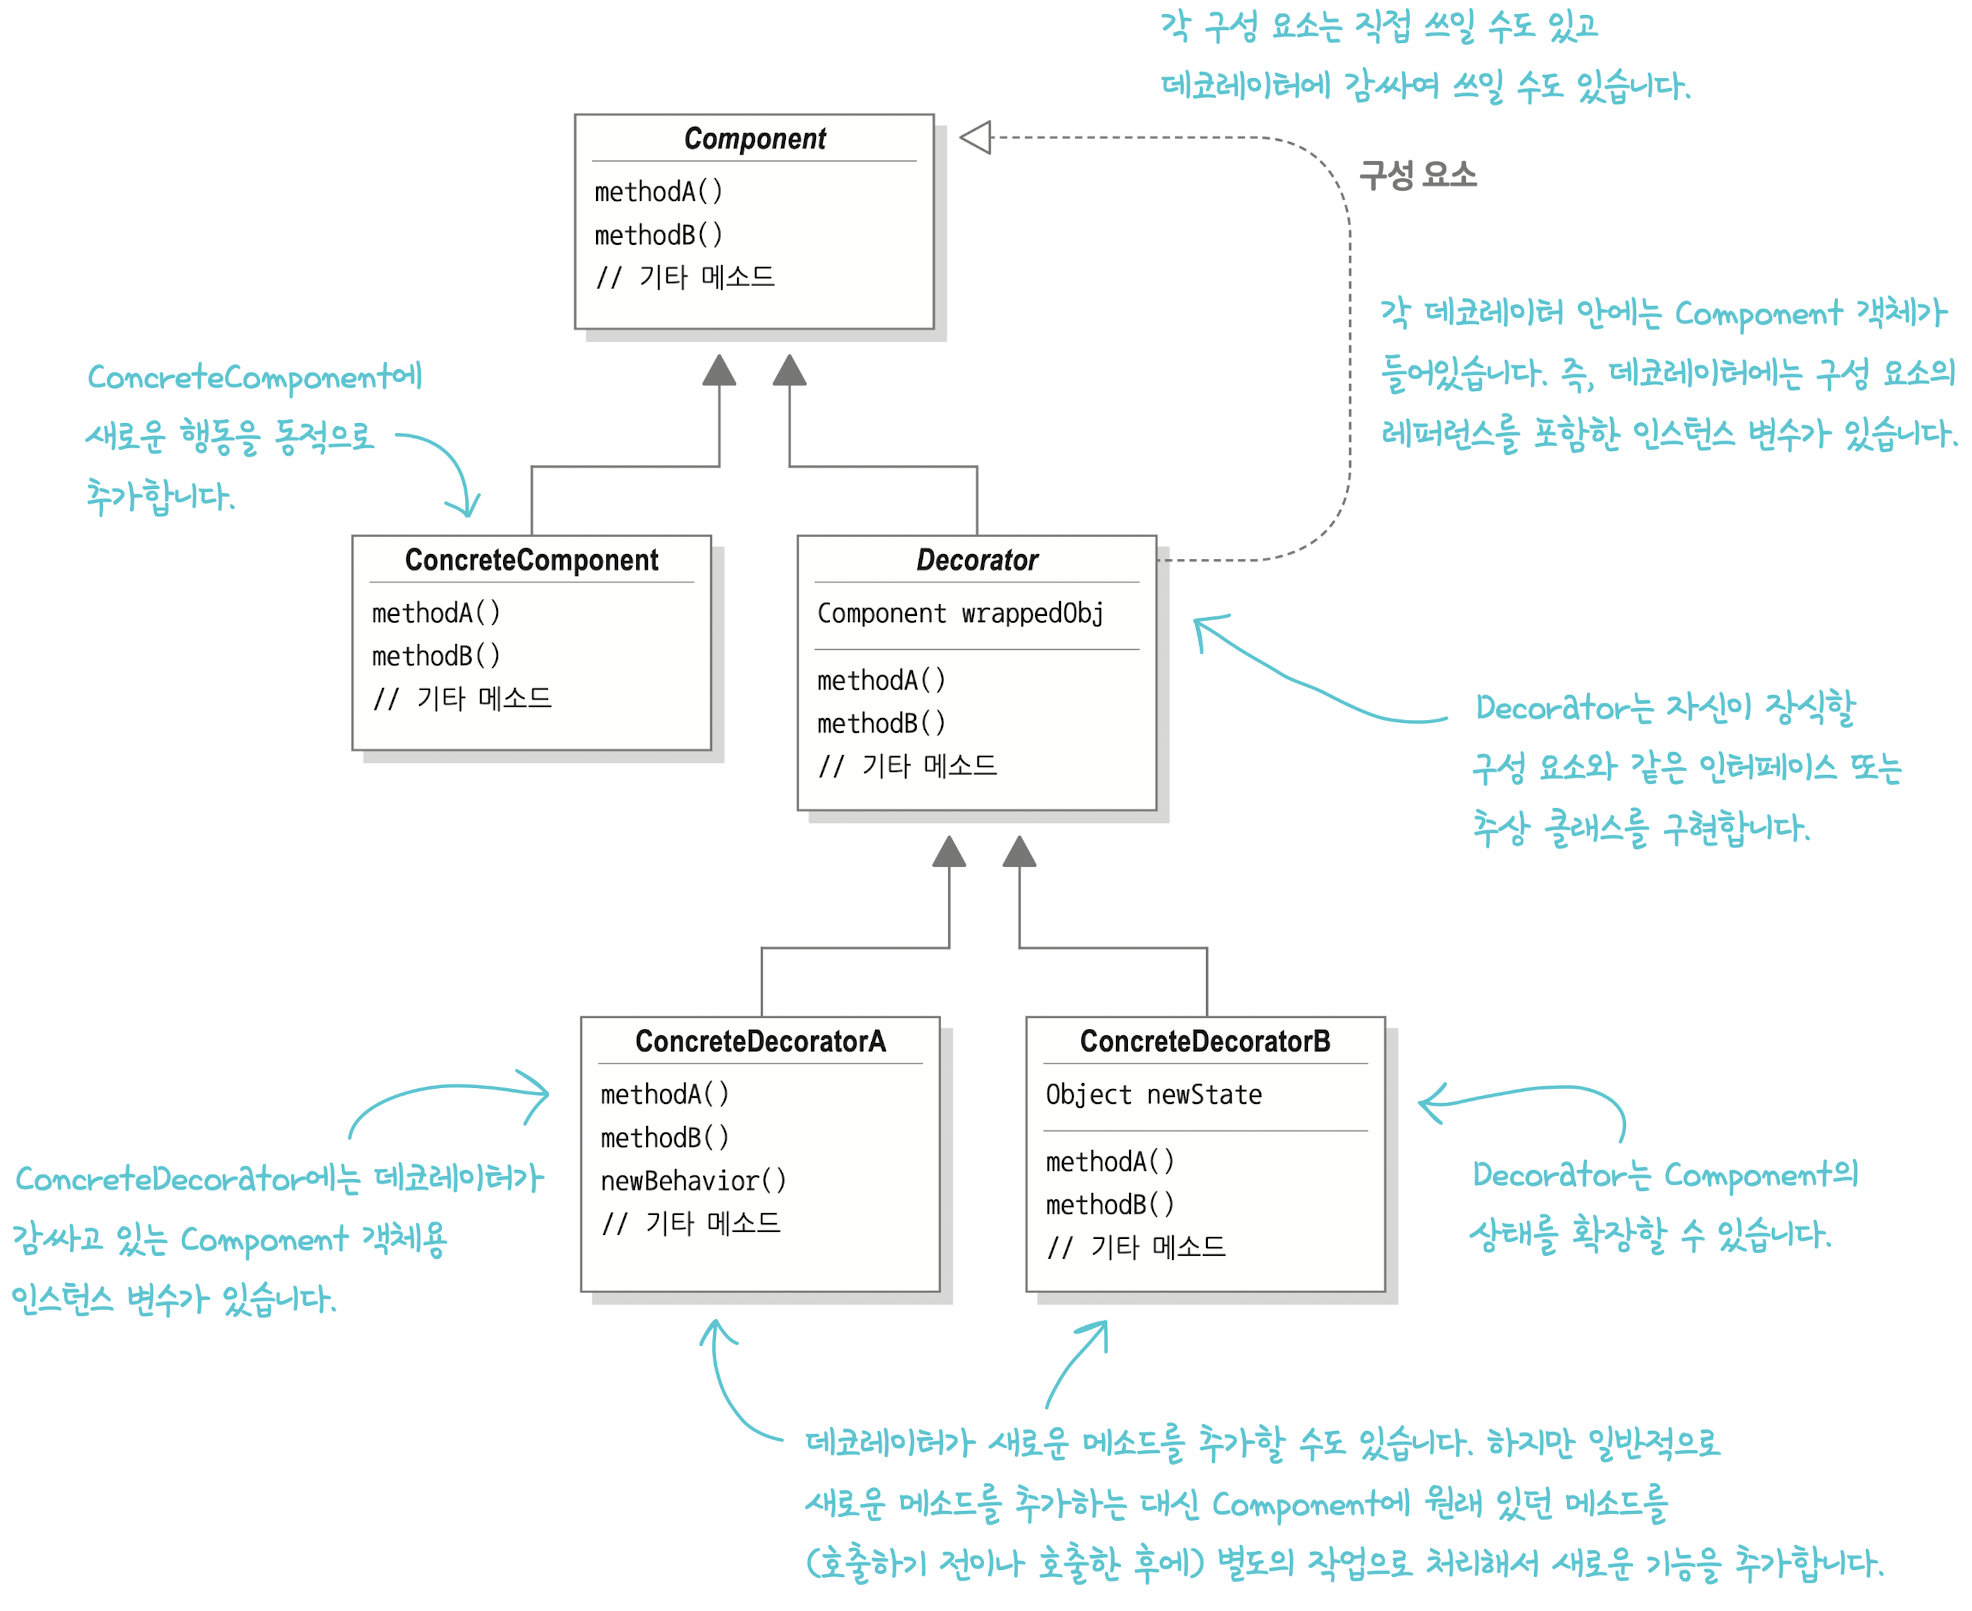 각 구성 요소는 직접 쓰일 수도 있고
데코레이터에 감싸여 쓰일 수도 있습니다.
Component
methodA()
methodB()
// 기타 메소드
구성 요소
각 데코레이터 안에는 Component 객체가
들어있습니다. 즉, 데코레이터에는 구성 요소의
레퍼런스를 포함한 인스턴스 변수가 있습니다.
ConcreteComponent에
새로운 행동을 동적으로
추가합니다.
ConcreteComponent
methodA()
methodB()
// 기타 메소드
Decorator
Component wrappedObj
methodA()
methodB()
// 기타 메소드
Decorator는 자신이 장식할
구성 요소와 같은 인터페이스 또는
추상 클래스를 구현합니다.
ConcreteDecoratorA
methodA()
methodB()
newBehavior()
// 기타 메소드
ConcreteDecoratorB
Object newState
methodA()
methodB()
// 기타 메소드
ConcreteDecorator에는 데코레이터가
감싸고 있는 Component 객체용
인스턴스 변수가 있습니다.
Decorator는 Component의
상태를 확장할 수 있습니다.
데코레이터가 새로운 메소드를 추가할 수도 있습니다. 하지만 일반적으로
새로운 메소드를 추가하는 대신 Component에 원래 있던 메소드를
(호출하기 전이나 호출한 후에) 별도의 작업으로 처리해서 새로운 기능을 추가합니다.